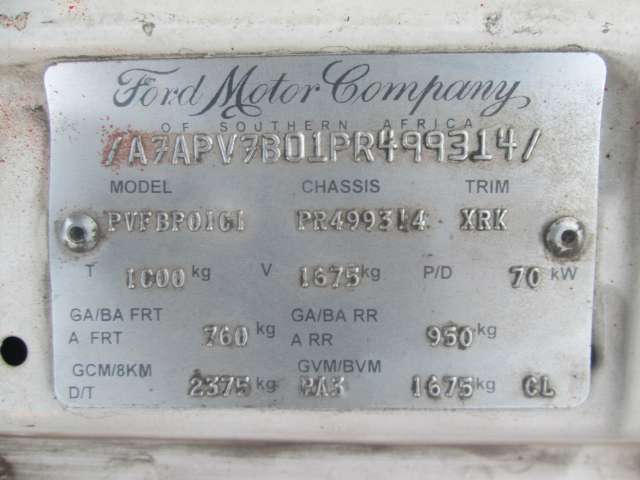 Ford Motor Company
OF SOUTHERN AFRICA
/A7APV7B01PR499314/
MODEL CHASSIS TRIM
PVFBP01G1 PR499314 XRK
T 1000 kg V 1675 kg P/D 70 kW
GA/BA FRT GA/BA RR
A FRT 760 kg A RR 950 kg
GCM/8KM GVM/BVM
D/T 2375 kg PA3 1675 kg CL